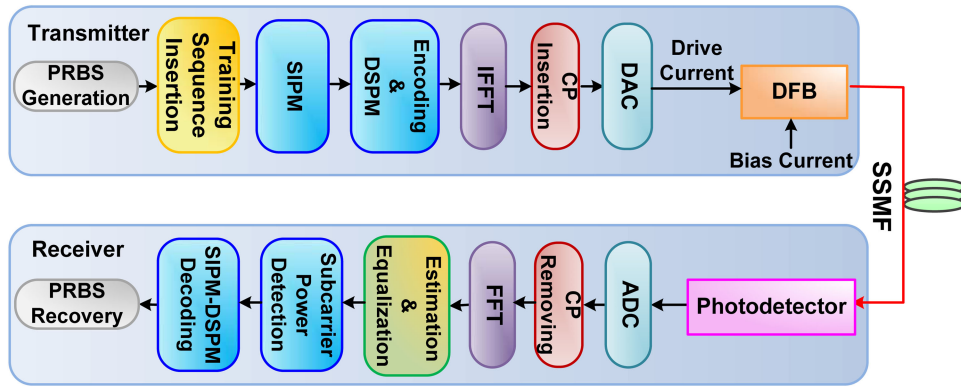 Transmitter
PRBS
Generation
Training
Sequence
Insertion
SIPM
Encoding
&
DSPM
IFFT
CP
Insertion
DAC
Drive
Current
DFB
Bias Current
SSMF
Receiver
PRBS
Recovery
SIPM-DSPM
Decoding
Subcarrier
Power
Detection
Estimation
&
Equalization
FFT
CP
Removing
ADC
Photodetector